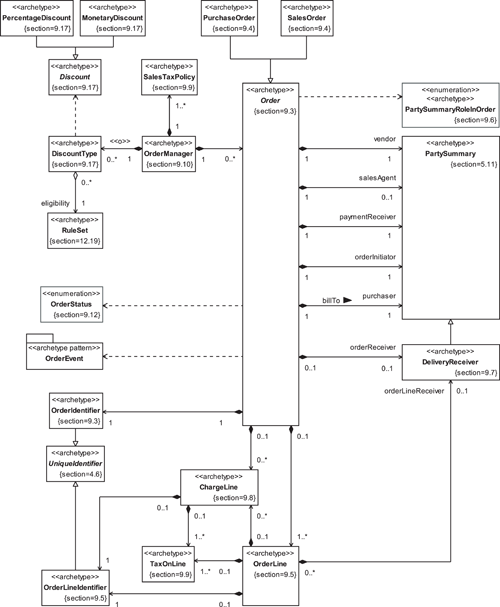 <<archetype>>
PercentageDiscount
{section=9.17}
<<archetype>>
MonetaryDiscount
{section=9.17}
<<archetype>>
PurchaseOrder
{section=9.4}
<<archetype>>
SalesOrder
{section=9.4}
<<archetype>>
Discount
{section=9.17}
<<archetype>>
SalesTaxPolicy
{section=9.9}
<<archetype>>
Order
{section=9.3}
<<enumeration>>
<<archetype>>
PartySummaryRoleInOrder
{section=9.6}
1..*
1
<<archetype>>
DiscountType
{section=9.17}
<<o>>
0..*
1
<<archetype>>
OrderManager
{section=9.10}
1
0..*
vendor
1
1
<<archetype>>
PartySummary
{section=5.11}
salesAgent
1
0..1
0..*
eligibility
1
<<archetype>>
RuleSet
{section=12.19}
paymentReceiver
1
1
orderInitiator
1
1
<<enumeration>>
OrderStatus
{section=9.12}
billTo
purchaser
1
1
<<archetype pattern>>
OrderEvent
orderReceiver
0..1
0..1
<<archetype>>
DeliveryReceiver
{section=9.7}
orderLineReceiver
0..1
<<archetype>>
OrderIdentifier
{section=9.3}
1
1
0..1
0..1
<<archetype>>
UniqueIdentifier
{section=4.6}
0..*
<<archetype>>
ChargeLine
{section=9.8}
0..1
0..1
0..*
1..*
0..1
1..*
1
<<archetype>>
OrderLineIdentifier
{section=9.5}
<<archetype>>
TaxOnLine
{section=9.9}
1..*
0..1
<<archetype>>
OrderLine
{section=9.5}
0..*
1
0..1